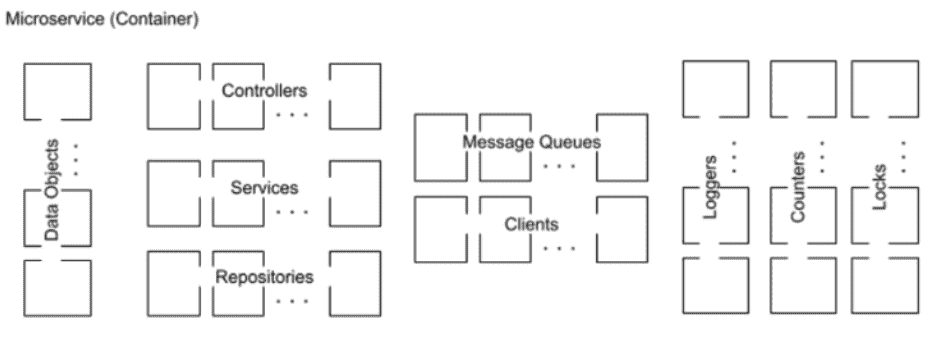 Microservice (Container)
Data Objects
Controllers
. . .
Services
. . .
Repositories
. . .
Message Queues
. . .
Clients
. . .
Loggers
. . .
Counters
. . .
Locks
. . .